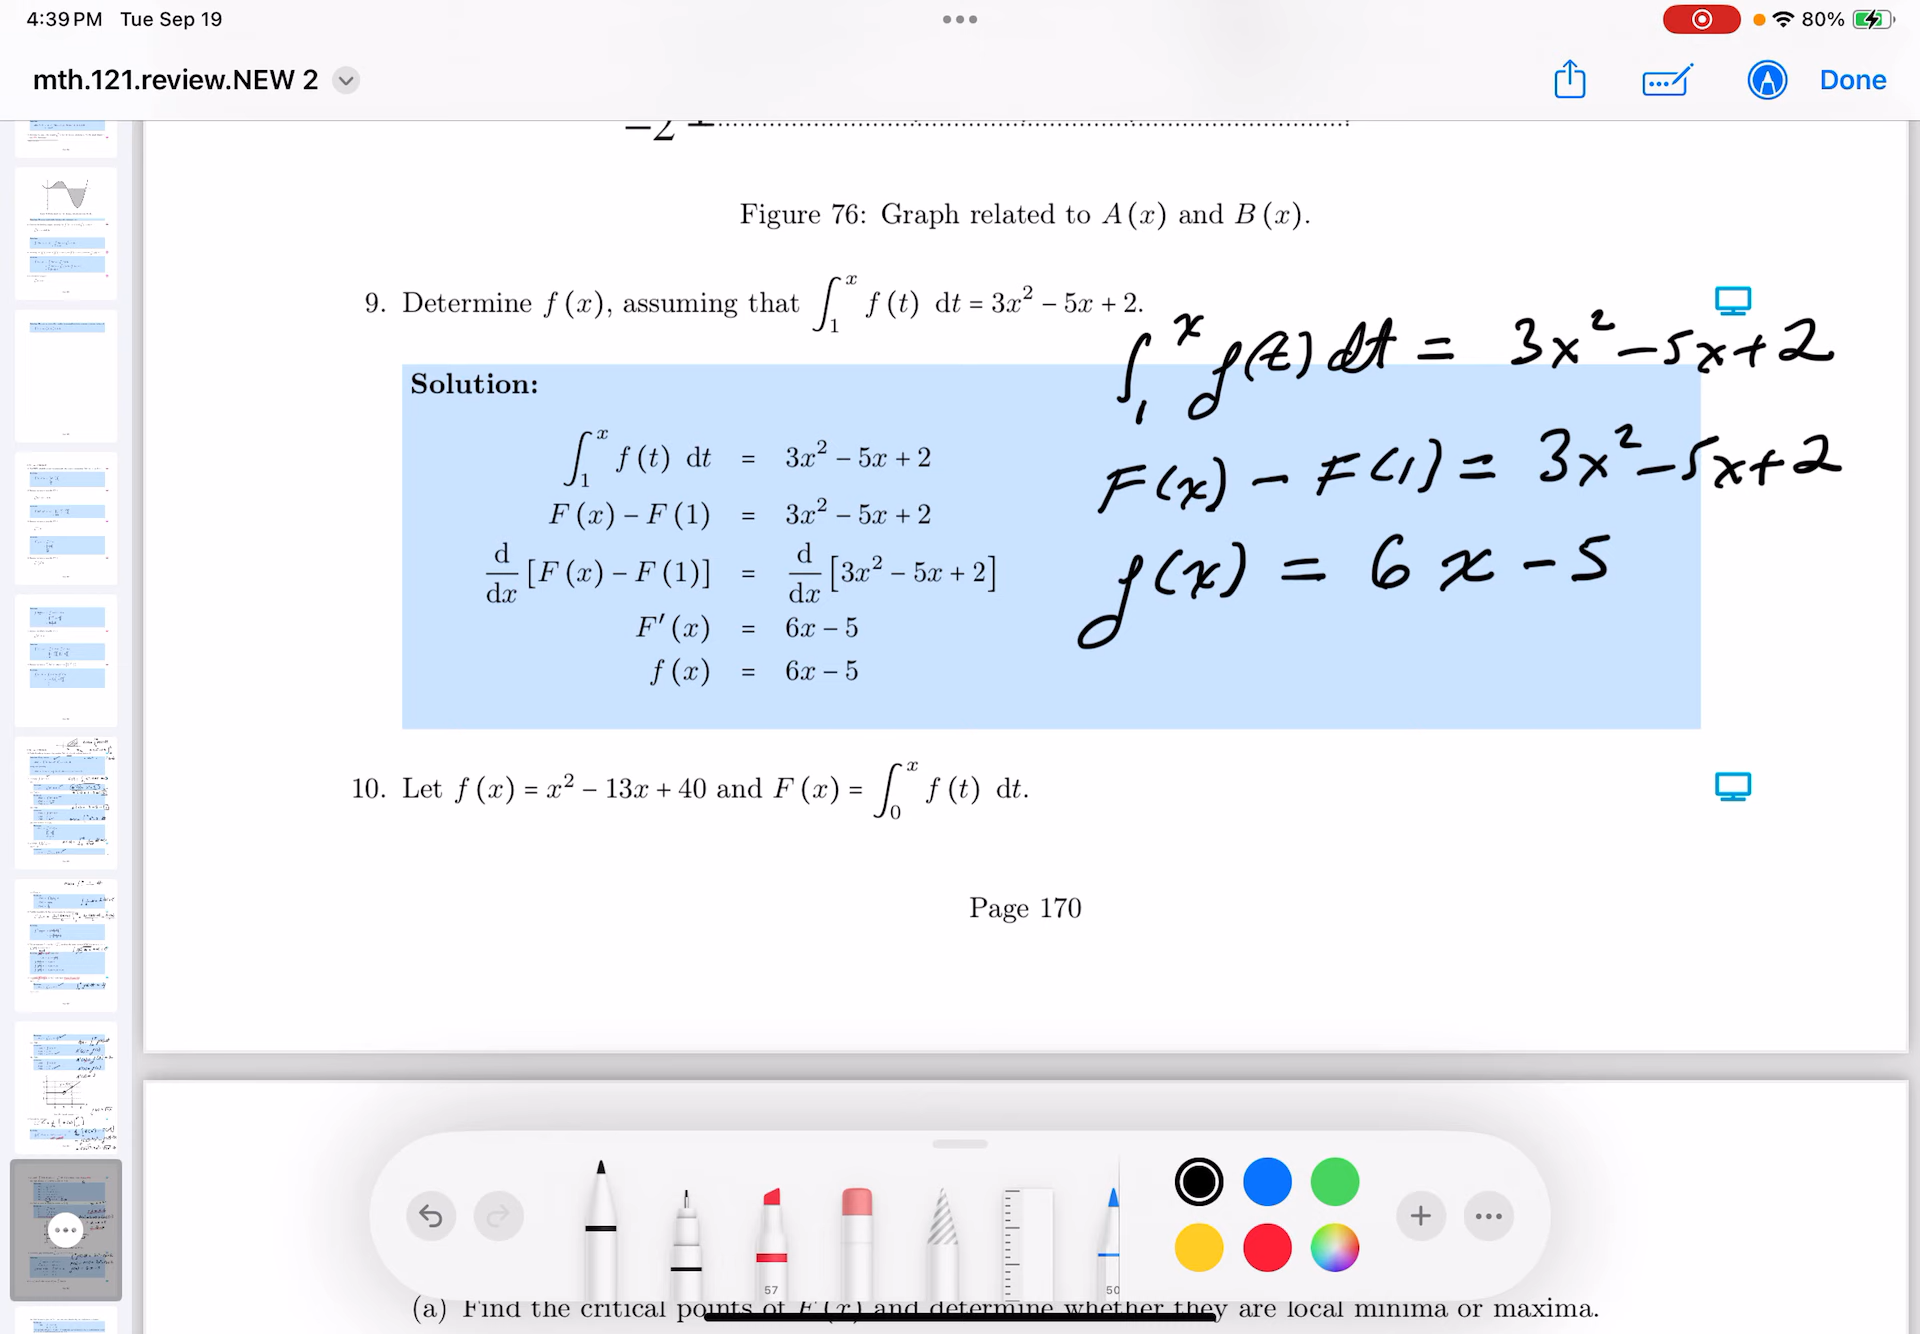 4:39 PM Tue Sep 19
80%
mth.121.review.NEW 2
Done
−2
Figure 76: Graph related to A(x) and B(x).
9. Determine f(x), assuming that ∫₁ˣ f(t) dt = 3x² − 5x + 2.
∫₁ˣ f(t) dt = 3x² − 5x + 2
Solution:
∫₁ˣ f(t) dt = 3x² − 5x + 2
F(x) − F(1) = 3x² − 5x + 2
F(x) − F(1) = 3x² − 5x + 2
d/dx [F(x) − F(1)] = d/dx [3x² − 5x + 2]
f(x) = 6x − 5
F′(x) = 6x − 5
f(x) = 6x − 5
10. Let f(x) = x² − 13x + 40 and F(x) = ∫₀ˣ f(t) dt.
Page 170
57
50
(a) Find the critical points of F(x) and determine whether they are local minima or maxima.